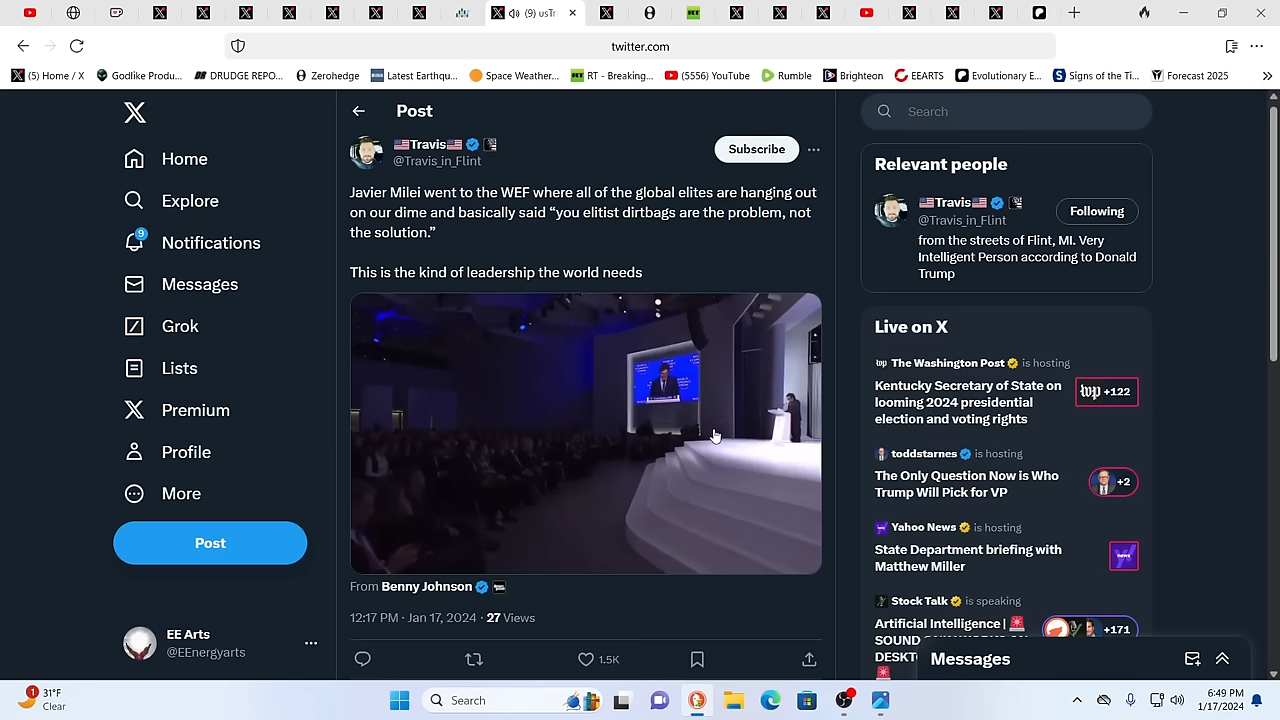 (9) usTr
twitter.com
(5) Home / X
Godlike Produ...
DRUDGE REPO...
Zerohedge
Latest Earthqu...
Space Weather...
RT - Breaking...
(5556) YouTube
Rumble
Brighteon
EEARTS
Evolutionary E...
Signs of the Ti...
Forecast 2025
Home
Explore
9
Notifications
Messages
Grok
Lists
Premium
Profile
More
Post
EE Arts
@EEnergyarts
Post
Travis
@Travis_in_Flint
Subscribe
Javier Milei went to the WEF where all of the global elites are hanging out
on our dime and basically said “you elitist dirtbags are the problem, not
the solution.”
This is the kind of leadership the world needs
From Benny Johnson
12:17 PM · Jan 17, 2024 · 27 Views
1.5K
Search
Relevant people
Travis
@Travis_in_Flint
Following
from the streets of Flint, MI. Very
Intelligent Person according to Donald
Trump
Live on X
The Washington Post is hosting
Kentucky Secretary of State on
looming 2024 presidential
election and voting rights
wp +122
toddstarnes is hosting
The Only Question Now is Who
Trump Will Pick for VP
+2
Yahoo News is hosting
State Department briefing with
Matthew Miller
Stock Talk is speaking
Artificial Intelligence |
SOUND
DESKT
+171
Messages
1
31°F
Clear
Search
6:49 PM
1/17/2024